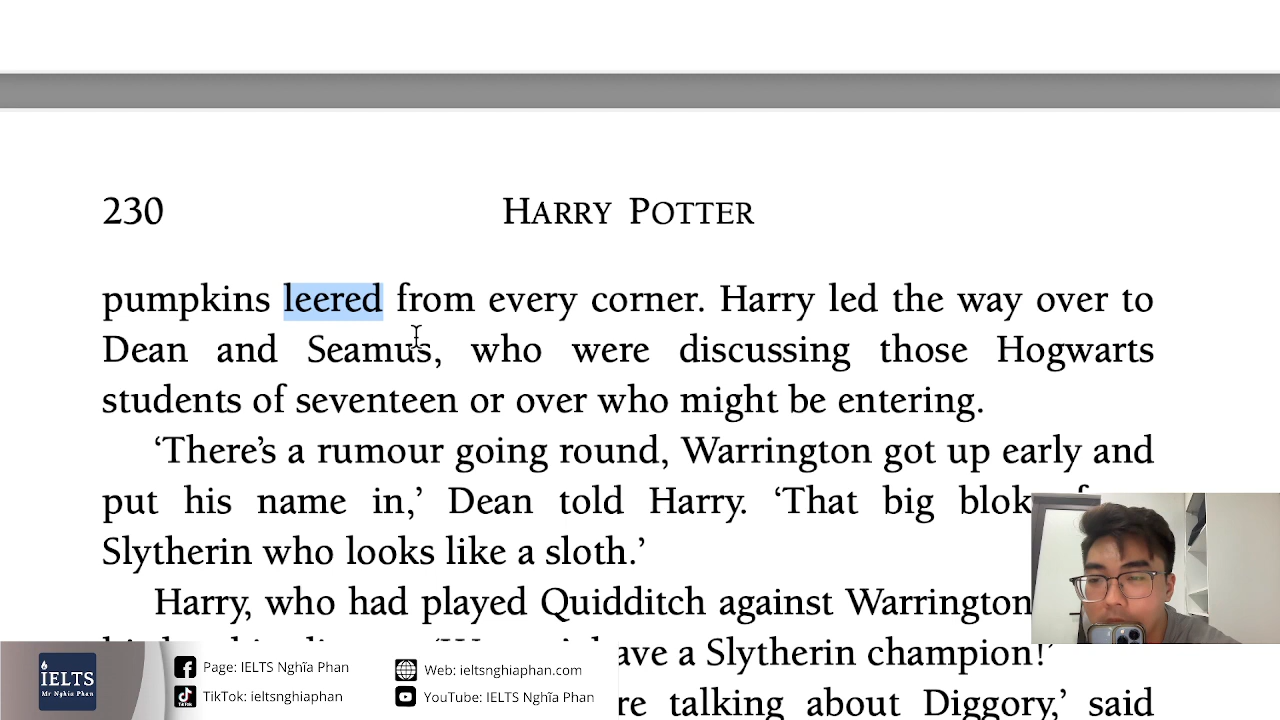 230 HARRY POTTER
pumpkins leered from every corner. Harry led the way over to
Dean and Seamus, who were discussing those Hogwarts
students of seventeen or over who might be entering.
‘There’s a rumour going round, Warrington got up early and
put his name in,’ Dean told Harry. ‘That big
Slytherin who looks like a sloth.’
Harry, who had played Quidditch against Warrington
have a Slytherin champion!’
talking about Diggory,’ said
IELTS
Mr Nghia Phan
Page: IELTS Nghĩa Phan
TikTok: ieltsnghiaphan
Web: ieltsnghiaphan.com
YouTube: IELTS Nghĩa Phan